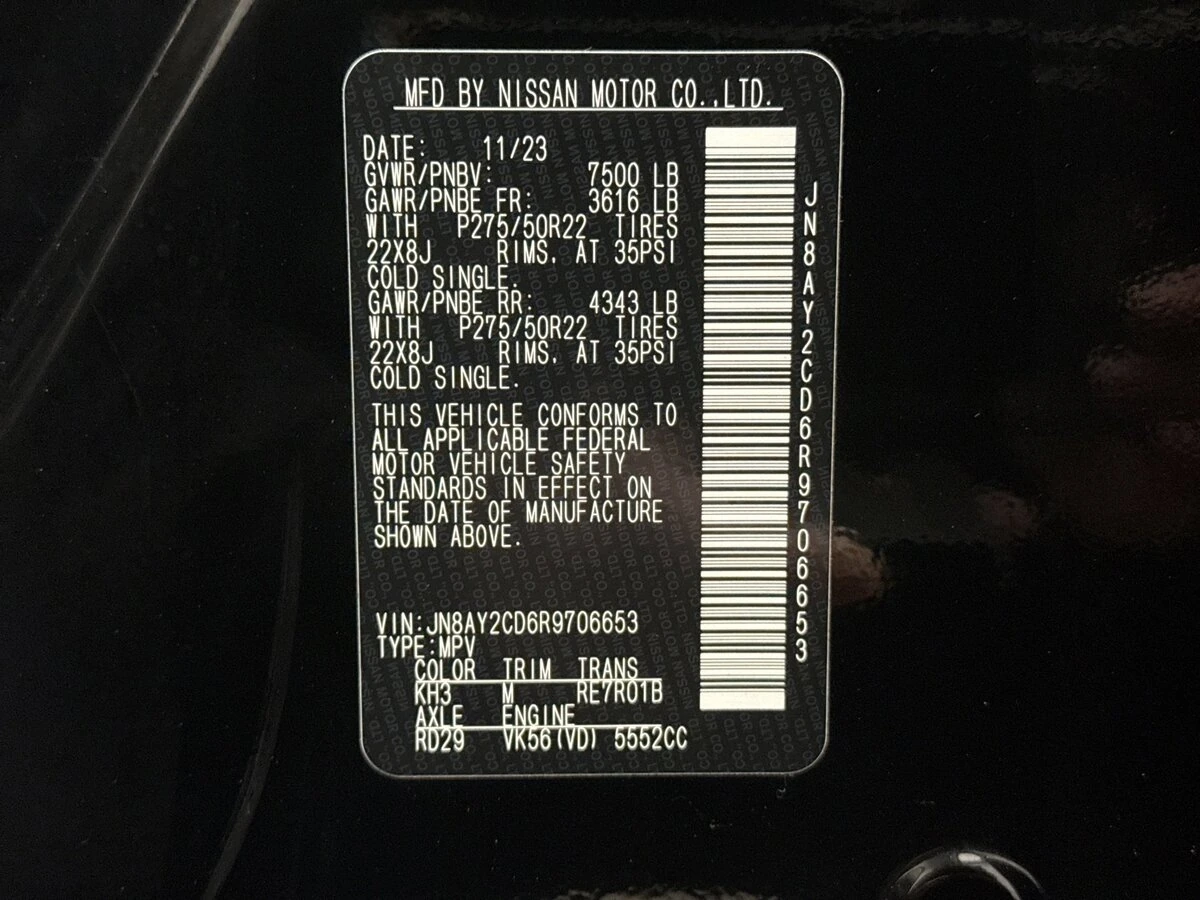 MFD BY NISSAN MOTOR CO.,LTD.
DATE: 11/23
GVWR/PNBV: 7500 LB
GAWR/PNBE FR: 3616 LB
WITH P275/50R22 TIRES
22X8J RIMS, AT 35PSI
COLD SINGLE.
GAWR/PNBE RR: 4343 LB
WITH P275/50R22 TIRES
22X8J RIMS. AT 35PSI
COLD SINGLE.
THIS VEHICLE CONFORMS TO
ALL APPLICABLE FEDERAL
MOTOR VEHICLE SAFETY
STANDARDS IN EFFECT ON
THE DATE OF MANUFACTURE
SHOWN ABOVE.
VIN:JN8AY2CD6R9706653
TYPE:MPV
COLOR TRIM TRANS
KH3 M RE7R01B
AXLE ENGINE
RD29 VK56(VD) 5552CC
JN8AY2CD6R9706653